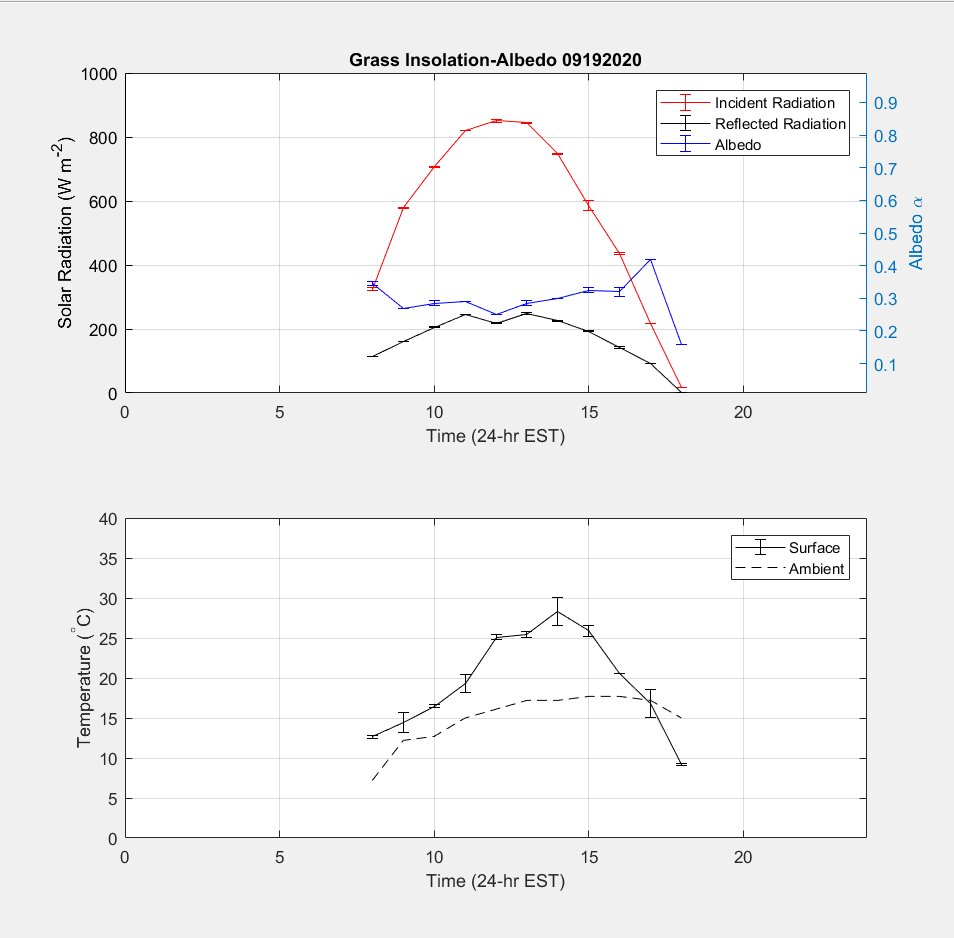 Grass Insolation-Albedo 09192020
1000
800
600
400
200
0
Solar Radiation (W m-2)
Incident Radiation
Reflected Radiation
Albedo
0.9
0.8
0.7
0.6
0.5
0.4
0.3
0.2
0.1
Albedo α
0 5 10 15 20
Time (24-hr EST)
40
35
30
25
20
15
10
5
0
Temperature (°C)
Surface
Ambient
0 5 10 15 20
Time (24-hr EST)